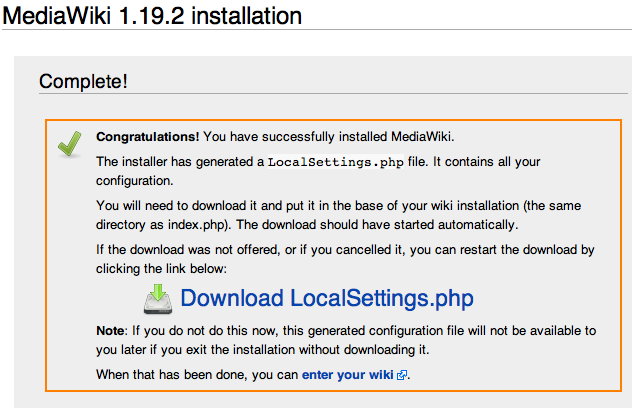 MediaWiki 1.19.2 installation
Complete!
Congratulations! You have successfully installed MediaWiki.
The installer has generated a LocalSettings.php file. It contains all your
configuration.
You will need to download it and put it in the base of your wiki installation (the same
directory as index.php). The download should have started automatically.
If the download was not offered, or if you cancelled it, you can restart the download by
clicking the link below:
Download LocalSettings.php
Note: If you do not do this now, this generated configuration file will not be available to
you later if you exit the installation without downloading it.
When that has been done, you can enter your wiki.